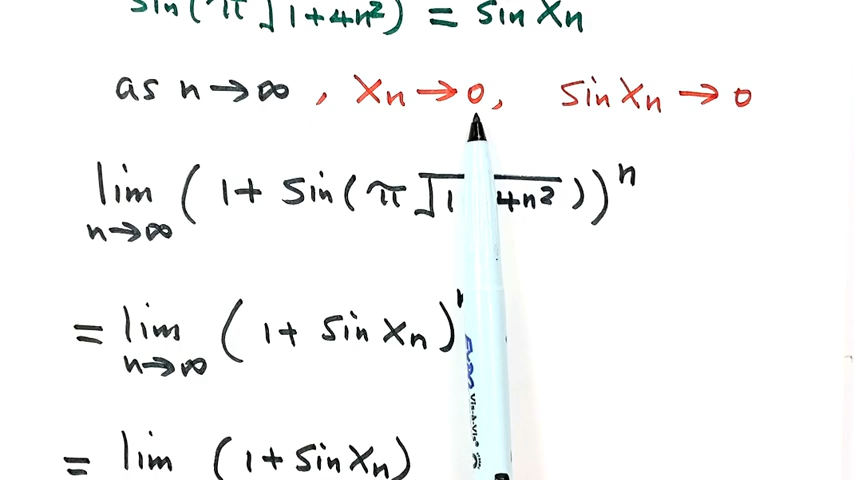 sin(π√1+4n²) = sin Xn
as n→∞, Xn→0, sin Xn→0
lim n→∞ (1+ sin(π√1 4n²))ⁿ
= lim n→∞ (1+ sin Xn)ⁿ
= lim (1+ sin Xn)